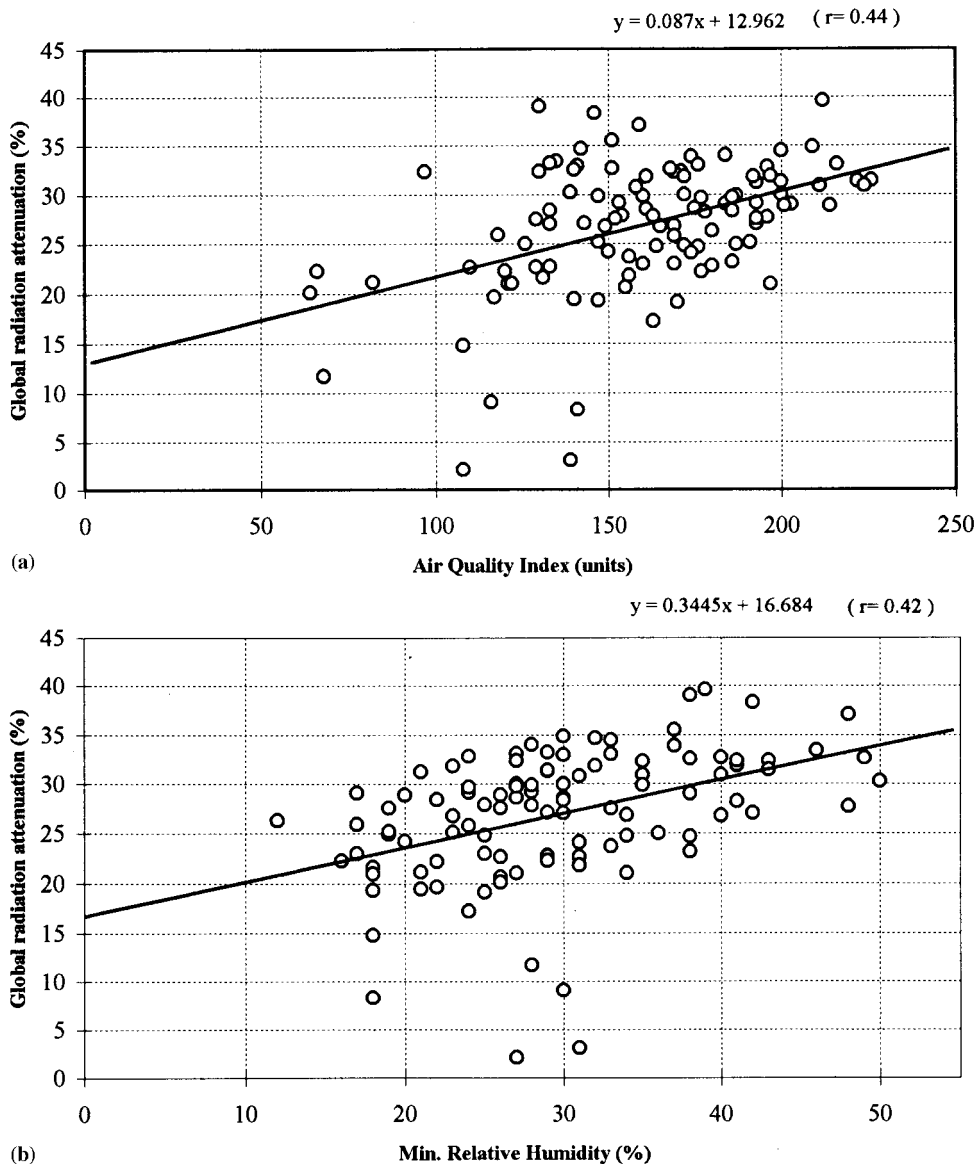 y = 0.087x + 12.962 ( r= 0.44)
Global radiation attenuation (%)
45
40
35
30
25
20
15
10
5
0
0 50 100 150 200 250
(a)
Air Quality Index (units)
y = 0.3445x + 16.684 ( r= 0.42 )
Global radiation attenuation (%)
45
40
35
30
25
20
15
10
5
0
0 10 20 30 40 50
(b)
Min. Relative Humidity (%)